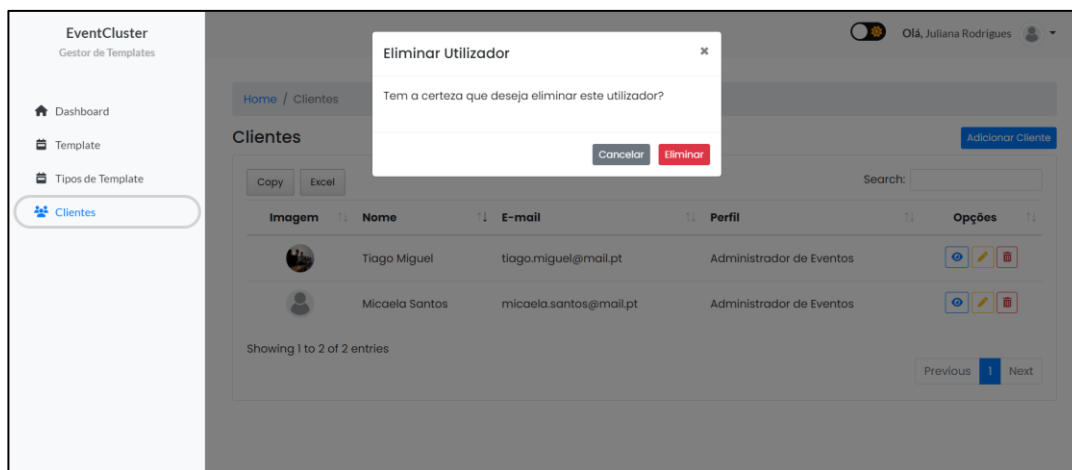 EventCluster
Gestor de Templates
Dashboard
Template
Tipos de Template
Clientes
Olá, Juliana Rodrigues
Eliminar Utilizador
×
Tem a certeza que deseja eliminar este utilizador?
Cancelar Eliminar
Home / Clientes
Clientes
Adicionar Cliente
Copy Excel
Search:
Imagem Nome E-mail Perfil Opções
Tiago Miguel tiago.miguel@mail.pt Administrador de Eventos
Micaela Santos micaela.santos@mail.pt Administrador de Eventos
Showing 1 to 2 of 2 entries
Previous 1 Next